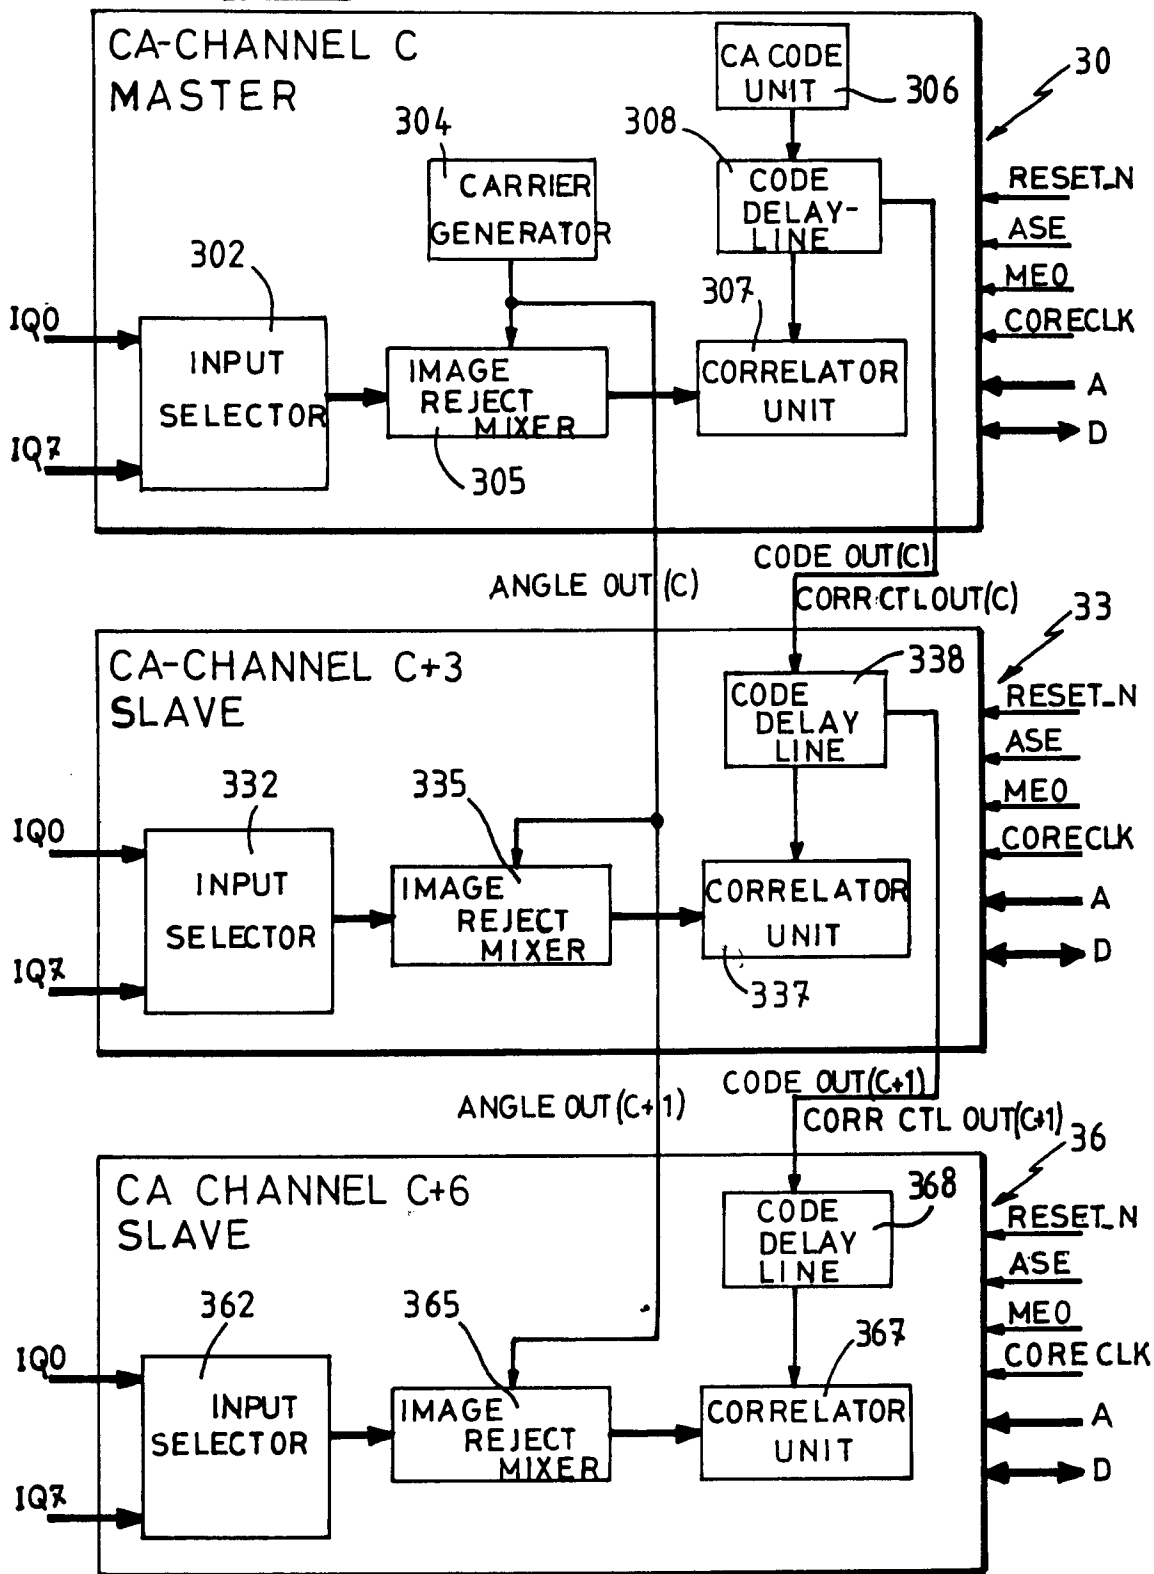 CA-CHANNEL C
MASTER
CA CODE
UNIT
306
30
304
308
CARRIER
GENERATOR
CODE
DELAY-
LINE
RESET_N
ASE
302
307
MEO
IQ0
CORECLK
INPUT
SELECTOR
IMAGE
REJECT
MIXER
CORRELATOR
UNIT
A
D
IQ7
305
CODE OUT(C)
ANGLE OUT(C)
CORR CTL OUT(C)
33
CA-CHANNEL C+3
SLAVE
338
CODE
DELAY
LINE
RESET_N
ASE
332
335
MEO
IQ0
CORECLK
INPUT
SELECTOR
IMAGE
REJECT
MIXER
CORRELATOR
UNIT
A
D
IQ7
337
CODE OUT(C+1)
ANGLE OUT(C+1)
CORR CTL OUT(C+1)
36
CA CHANNEL C+6
SLAVE
368
CODE
DELAY
LINE
RESET_N
ASE
362
365
367
MEO
IQ0
CORECLK
INPUT
SELECTOR
IMAGE
REJECT
MIXER
CORRELATOR
UNIT
A
D
IQ7